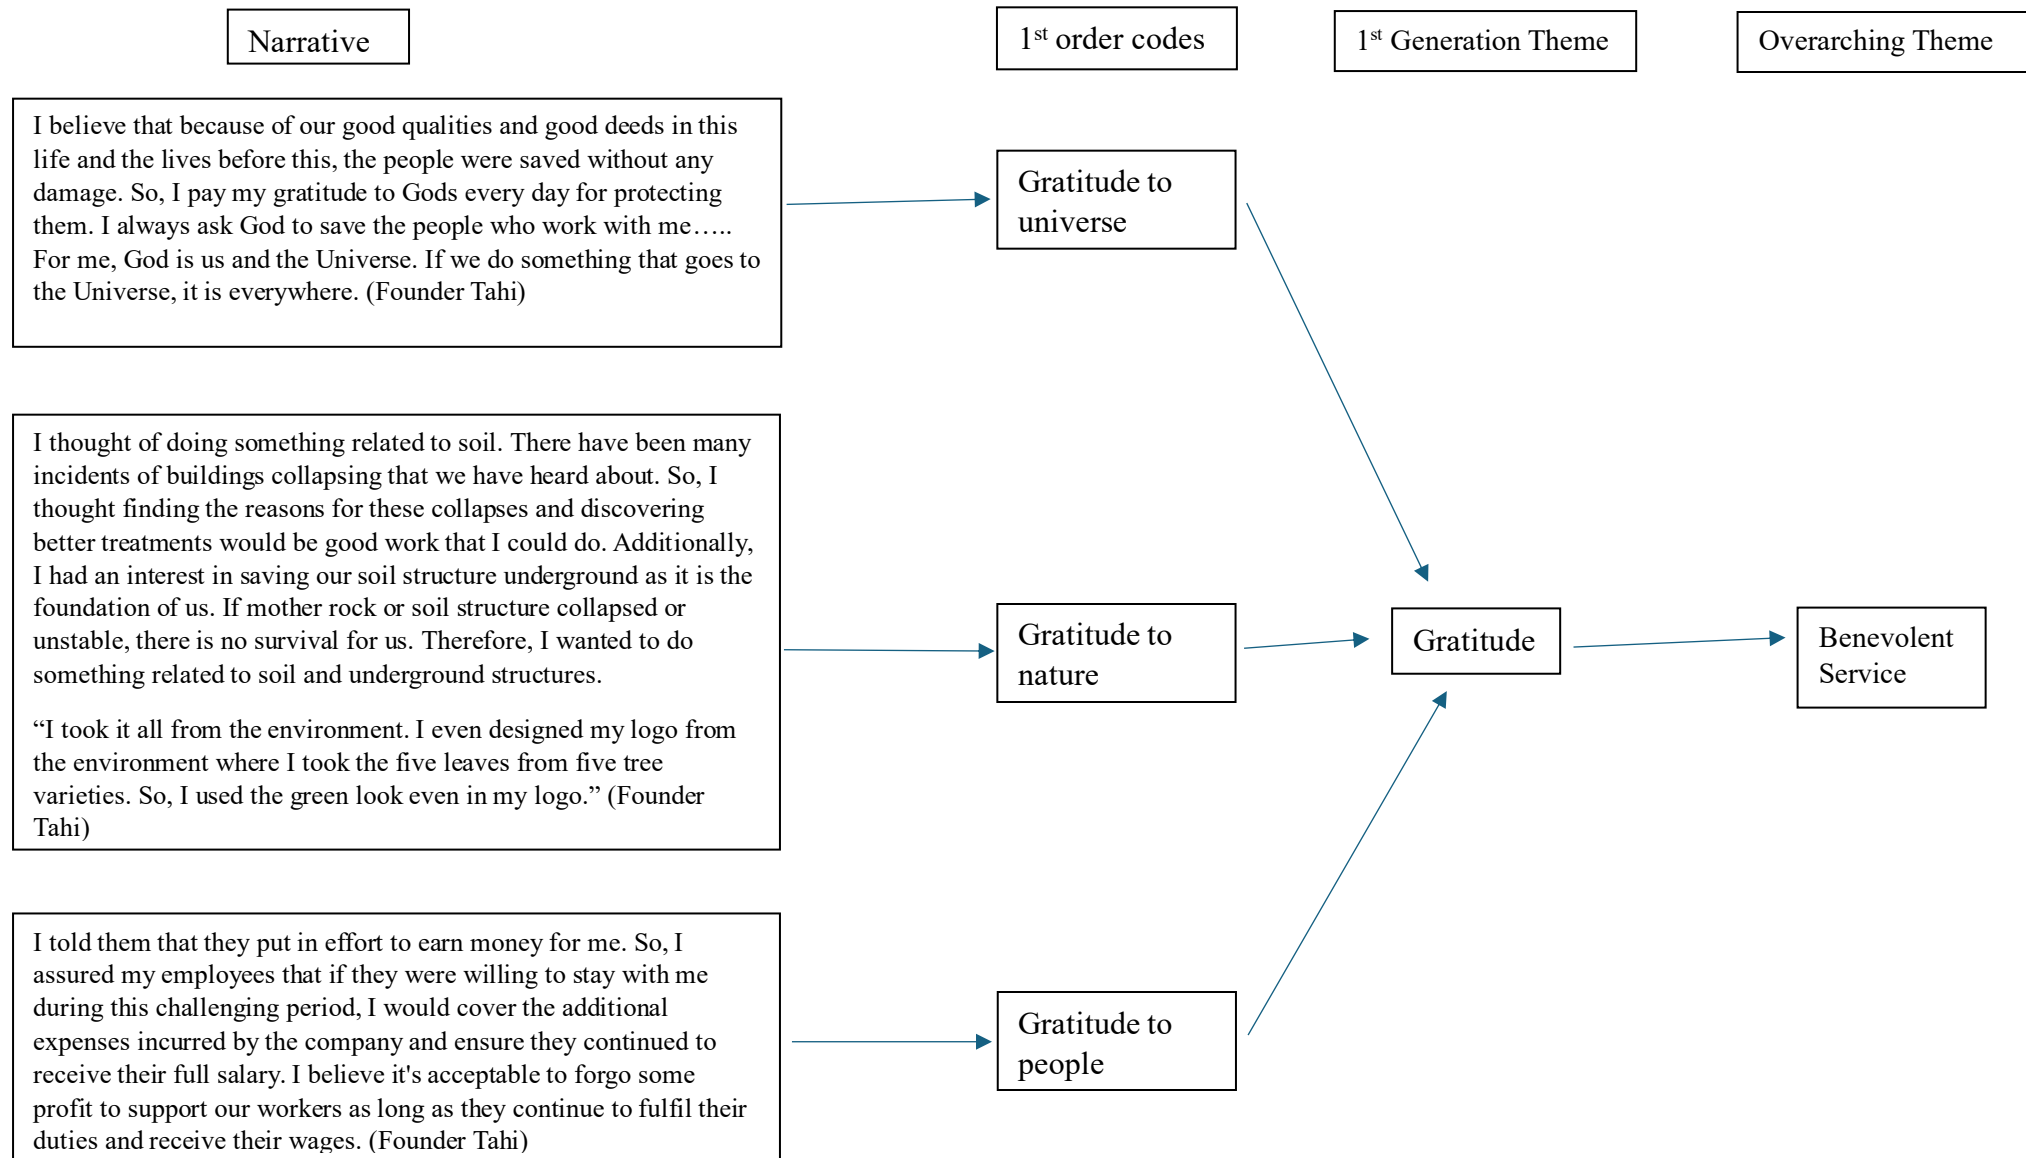 Narrative
1st order codes
1st Generation Theme
Overarching Theme
I believe that because of our good qualities and good deeds in this
life and the lives before this, the people were saved without any
damage. So, I pay my gratitude to Gods every day for protecting
them. I always ask God to save the people who work with me…..
For me, God is us and the Universe. If we do something that goes to
the Universe, it is everywhere. (Founder Tahi)
Gratitude to
universe
I thought of doing something related to soil. There have been many
incidents of buildings collapsing that we have heard about. So, I
thought finding the reasons for these collapses and discovering
better treatments would be good work that I could do. Additionally,
I had an interest in saving our soil structure underground as it is the
foundation of us. If mother rock or soil structure collapsed or
unstable, there is no survival for us. Therefore, I wanted to do
something related to soil and underground structures.
“I took it all from the environment. I even designed my logo from
the environment where I took the five leaves from five tree
varieties. So, I used the green look even in my logo.” (Founder
Tahi)
Gratitude to
nature
Gratitude
Benevolent
Service
I told them that they put in effort to earn money for me. So, I
assured my employees that if they were willing to stay with me
during this challenging period, I would cover the additional
expenses incurred by the company and ensure they continued to
receive their full salary. I believe it's acceptable to forgo some
profit to support our workers as long as they continue to fulfil their
duties and receive their wages. (Founder Tahi)
Gratitude to
people